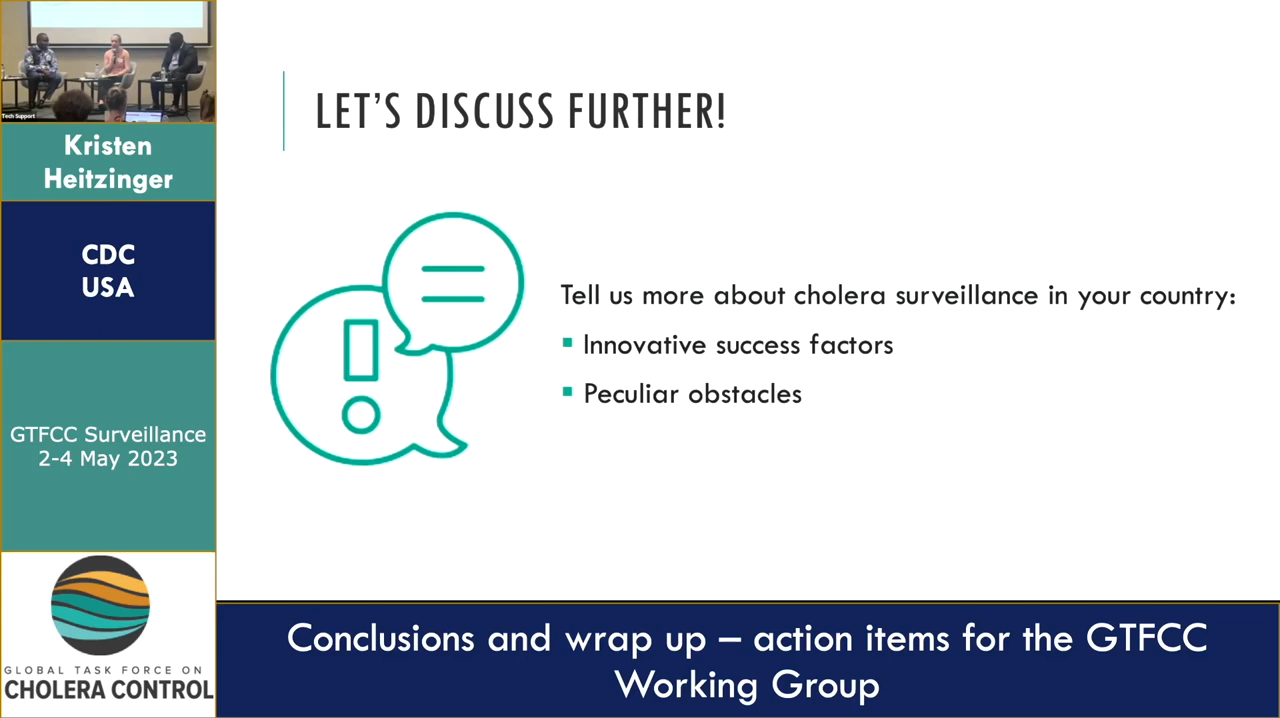 Tech Support
Kristen
Heitzinger
CDC
USA
GTFCC Surveillance
2-4 May 2023
GLOBAL TASK FORCE ON
CHOLERA CONTROL
LET'S DISCUSS FURTHER!
Tell us more about cholera surveillance in your country:
▪ Innovative success factors
▪ Peculiar obstacles
Conclusions and wrap up – action items for the GTFCC
Working Group